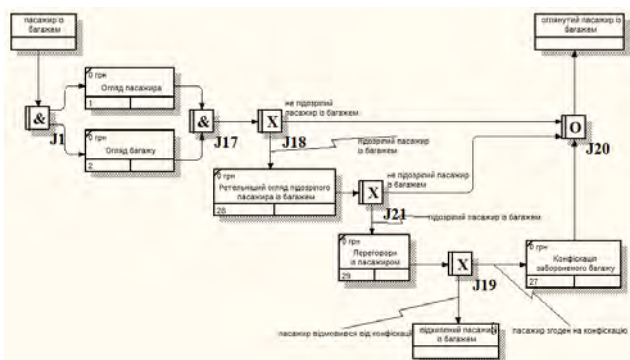 пасажир із
багажем
оглянутий пасажир із
багажем
0 грн
Огляд пасажира
1
&
J1
0 грн
Огляд багажу
2
&
J17
X
J18
не підозрілий
пасажир із багажем
O
J20
підозрілий пасажир
із багажем
0 грн
Ретельніший огляд підозрілого
пасажира із багажем
28
X
J21
не підозрілий пасажир
із багажем
підозрілий пасажир із багажем
0 грн
Переговори
із пасажиром
29
X
J19
0 грн
Конфіскація
забороненого багажу
27
пасажир відмовився від конфіскації
пасажир згоден на конфіскацію
відхилений пасажир
із багажем